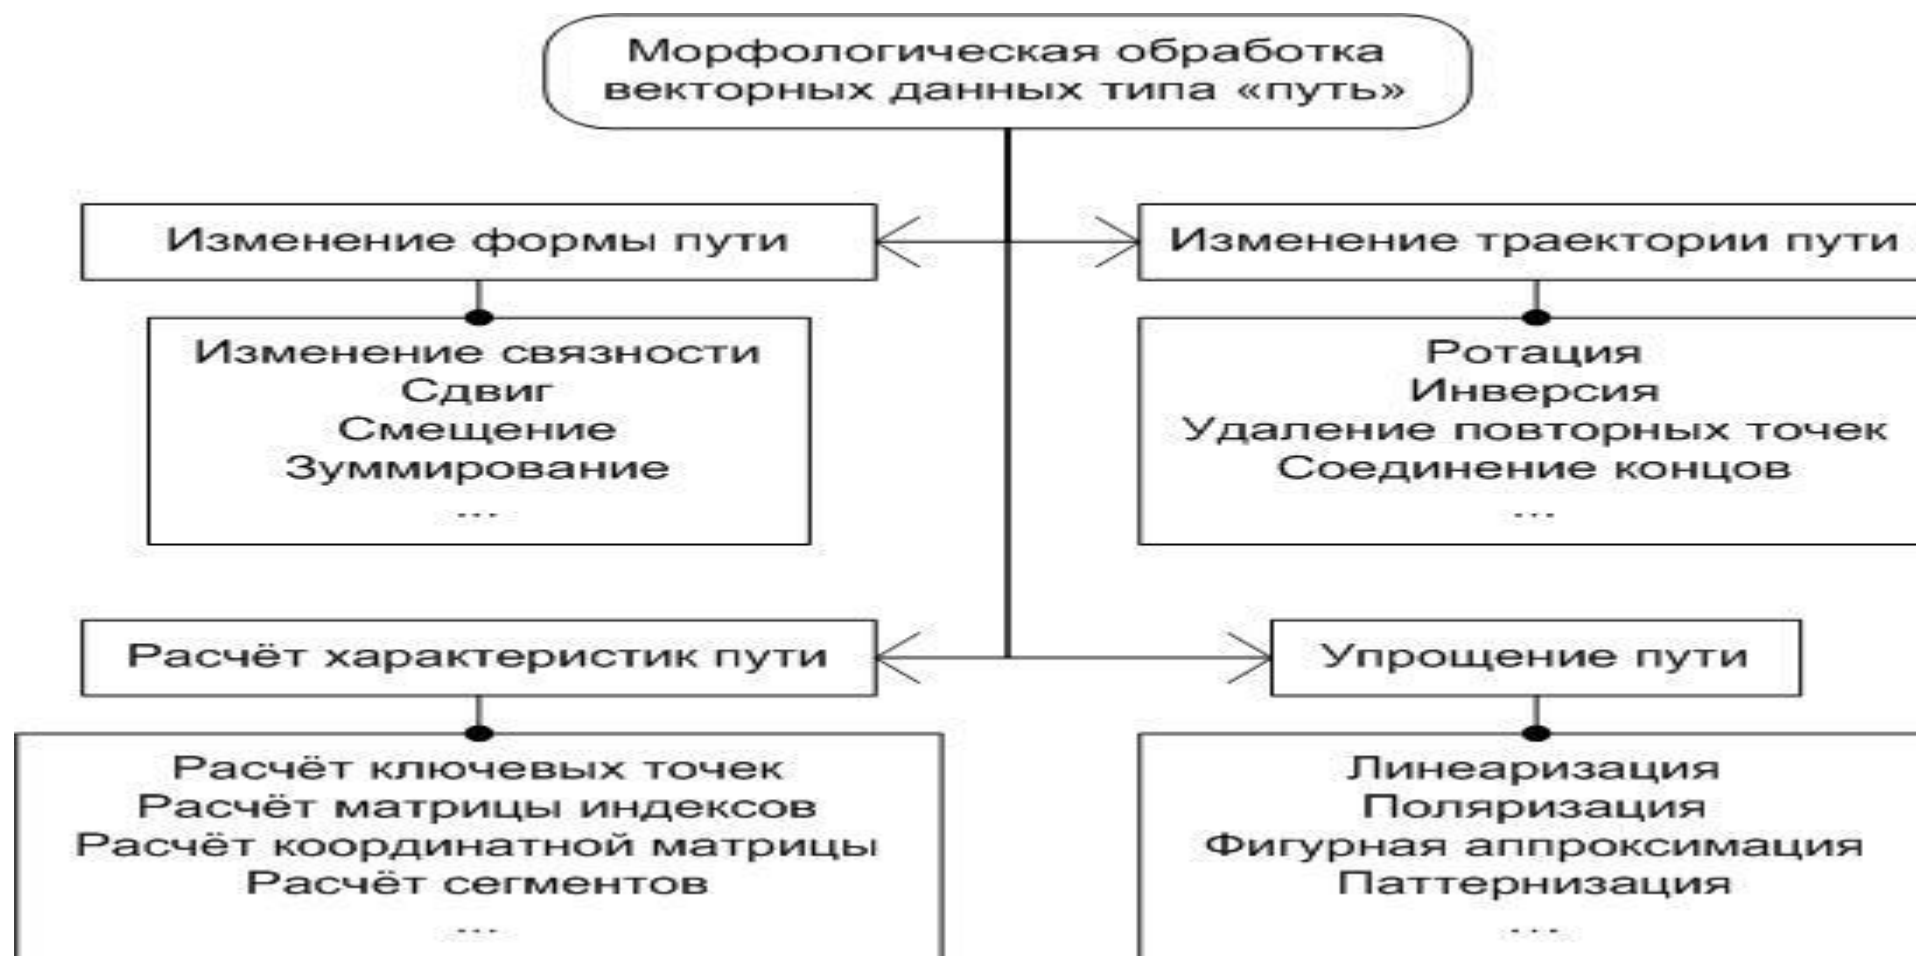 Морфологическая обработка
векторных данных типа «путь»
Изменение формы пути
Изменение связности
Сдвиг
Смещение
Зуммирование
...
Изменение траектории пути
Ротация
Инверсия
Удаление повторных точек
Соединение концов
...
Расчёт характеристик пути
Расчёт ключевых точек
Расчёт матрицы индексов
Расчёт координатной матрицы
Расчёт сегментов
...
Упрощение пути
Линеаризация
Поляризация
Фигурная аппроксимация
Паттернизация
...